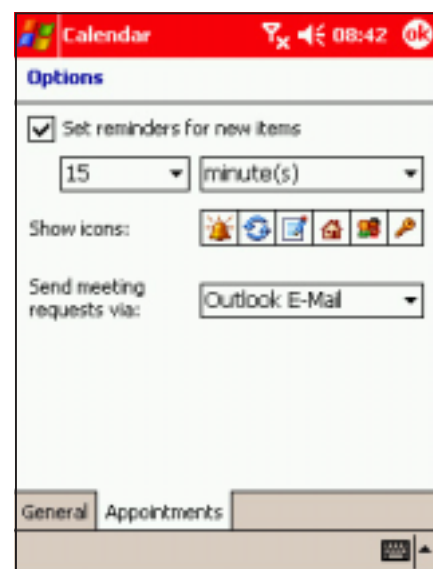 Calendar 08:42 ok
Options
Set reminders for new items
15 minute(s)
Show icons:
Send meeting
requests via:
Outlook E-Mail
General Appointments